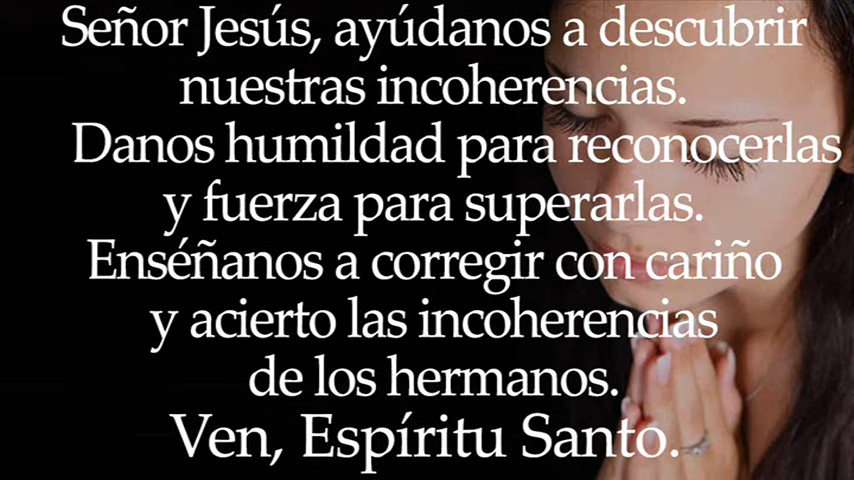 Señor Jesús, ayúdanos a descubrir
nuestras incoherencias.
Danos humildad para reconocerlas
y fuerza para superarlas.
Enséñanos a corregir con cariño
y acierto las incoherencias
de los hermanos.
Ven, Espíritu Santo.